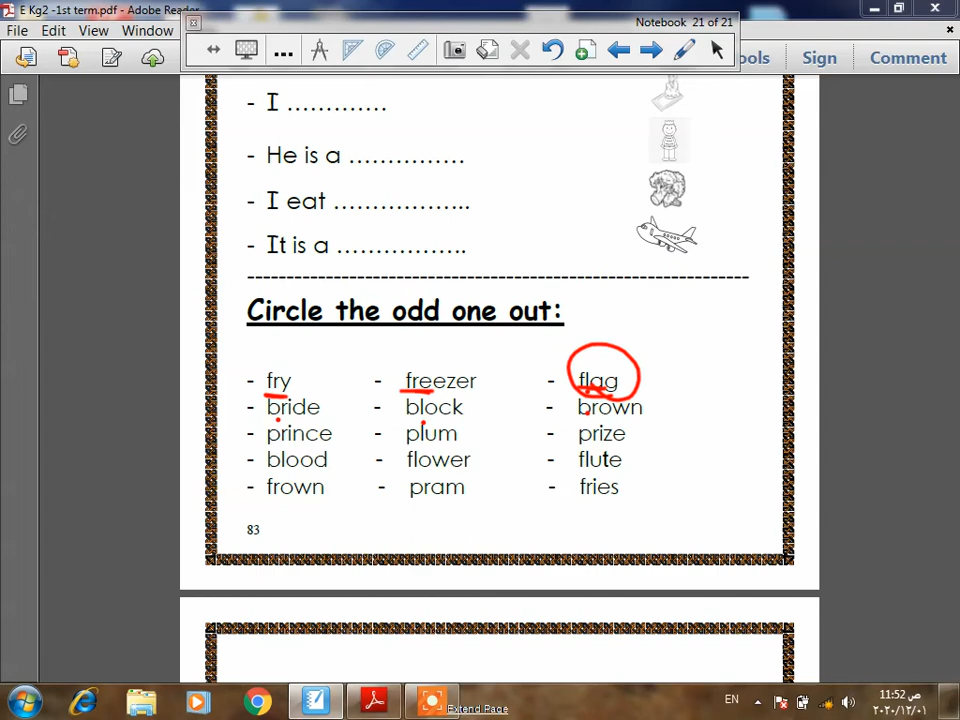 E Kg2 -1st term.pdf - Adobe Reader
Notebook 21 of 21
File Edit View Window
ools Sign Comment
- I .............
- He is a ...............
- I eat ..................
- It is a .................
Circle the odd one out:
- fry - freezer - flag
- bride - block - brown
- prince - plum - prize
- blood - flower - flute
- frown - pram - fries
83
EN
11:52 ص
Extend Page
٢٠٢٠/١٢/٠١